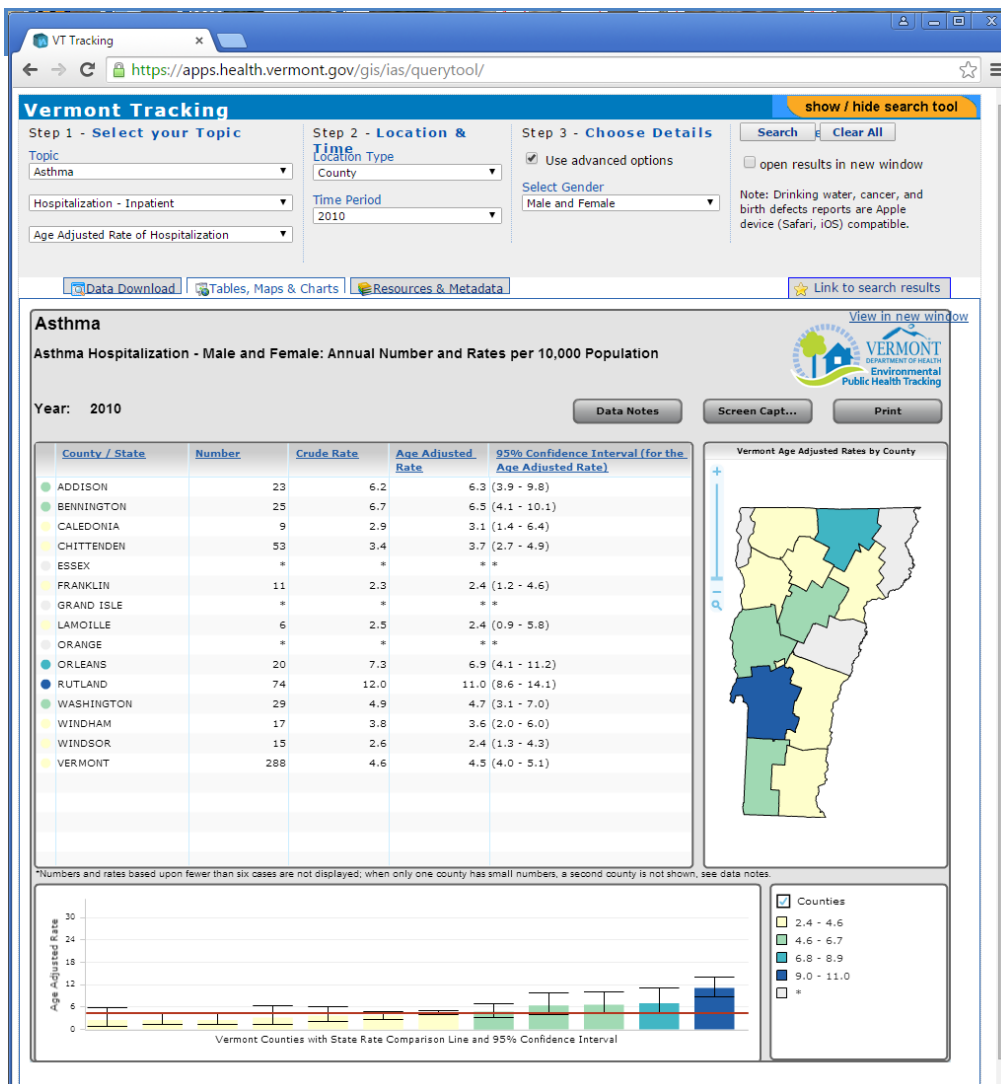 VT Tracking
https://apps.health.vermont.gov/gis/ias/querytool/
Vermont Tracking
show / hide search tool
Step 1 - Select your Topic
Topic
Asthma
Hospitalization - Inpatient
Age Adjusted Rate of Hospitalization
Step 2 - Location & Time
Location Type
County
Time Period
2010
Step 3 - Choose Details
Use advanced options
Select Gender
Male and Female
Search
Clear All
open results in new window
Note: Drinking water, cancer, and
birth defects reports are Apple
device (Safari, iOS) compatible.
Data Download
Tables, Maps & Charts
Resources & Metadata
Link to search results
View in new window
Asthma
Asthma Hospitalization - Male and Female: Annual Number and Rates per 10,000 Population
VERMONT
DEPARTMENT OF HEALTH
Environmental
Public Health Tracking
Year: 2010
Data Notes
Screen Capt...
Print
County / State Number Crude Rate Age Adjusted Rate 95% Confidence Interval (for the Age Adjusted Rate)
ADDISON 23 6.2 6.3 (3.9 - 9.8)
BENNINGTON 25 6.7 6.5 (4.1 - 10.1)
CALEDONIA 9 2.9 3.1 (1.4 - 6.4)
CHITTENDEN 53 3.4 3.7 (2.7 - 4.9)
ESSEX * * * *
FRANKLIN 11 2.3 2.4 (1.2 - 4.6)
GRAND ISLE * * * *
LAMOILLE 6 2.5 2.4 (0.9 - 5.8)
ORANGE * * * *
ORLEANS 20 7.3 6.9 (4.1 - 11.2)
RUTLAND 74 12.0 11.0 (8.6 - 14.1)
WASHINGTON 29 4.9 4.7 (3.1 - 7.0)
WINDHAM 17 3.8 3.6 (2.0 - 6.0)
WINDSOR 15 2.6 2.4 (1.3 - 4.3)
VERMONT 288 4.6 4.5 (4.0 - 5.1)
Vermont Age Adjusted Rates by County
*Numbers and rates based upon fewer than six cases are not displayed; when only one county has small numbers, a second county is not shown, see data notes.
Age Adjusted Rate
30
24
18
12
6
0
Vermont Counties with State Rate Comparison Line and 95% Confidence Interval
Counties
2.4 - 4.6
4.6 - 6.7
6.8 - 8.9
9.0 - 11.0
*